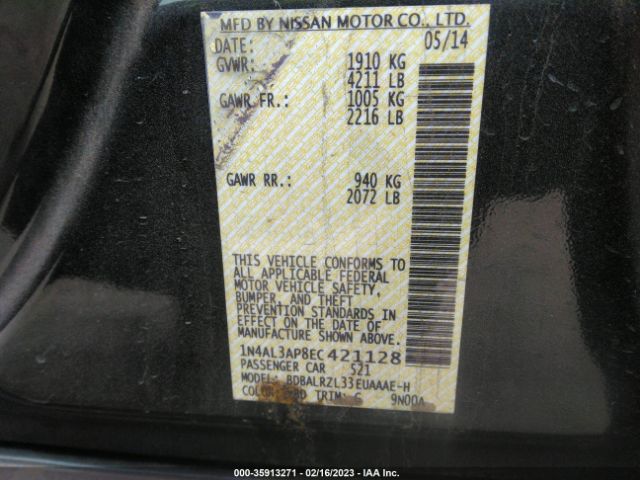 MFD BY NISSAN MOTOR CO., LTD.
DATE: 05/14
GVWR: 1910 KG
4211 LB
GAWR FR.: 1005 KG
2216 LB
GAWR RR.: 940 KG
2072 LB
THIS VEHICLE CONFORMS TO
ALL APPLICABLE FEDERAL
MOTOR VEHICLE SAFETY,
BUMPER, AND THEFT
PREVENTION STANDARDS IN
EFFECT ON THE DATE OF
MANUFACTURE SHOWN ABOVE.
1N4AL3AP8EC421128
PASSENGER CAR 521
MODEL: BDBALRZL33EUAAAE-H
COLOR: TRIM: G 9N00A
000-35913271 - 02/16/2023 - IAA Inc.